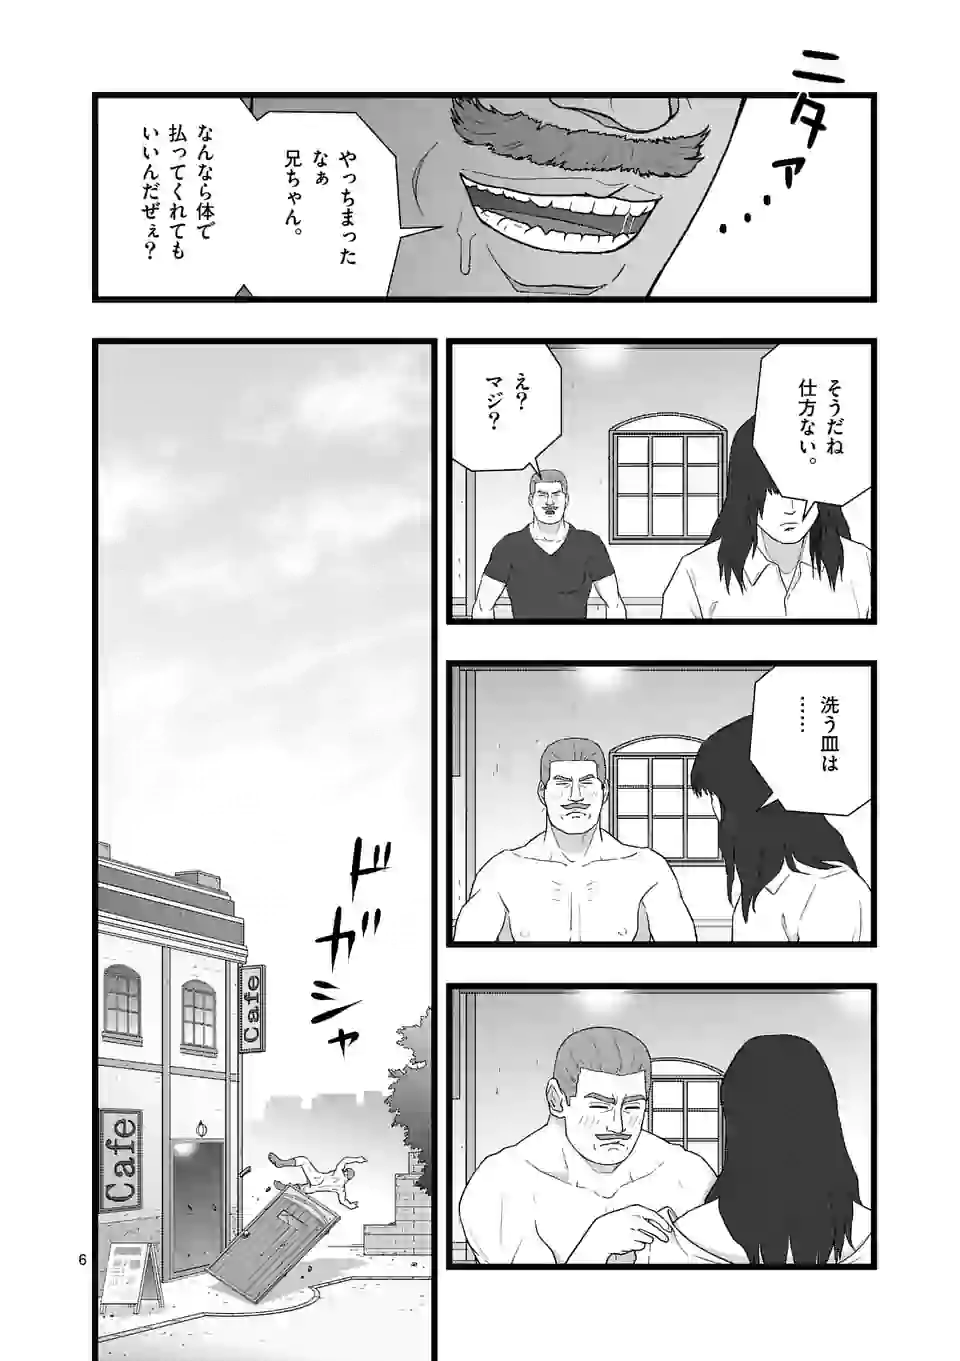 ニタァ…
やっちまった
なぁ
兄ちゃん。
なんなら体で
払ってくれても
いいんだぜぇ?
そうだね
仕方ない。
え?
マジ?
洗う皿は
……
ドガシャ
Cafe
Cafe
6